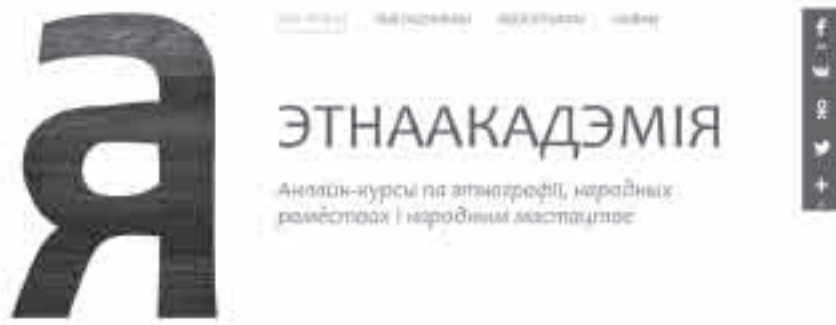 ЭТНААКАДЭМІЯ
Анлайн-курсы па этнаграфіі, народных
рамёствах і народным мастацтве